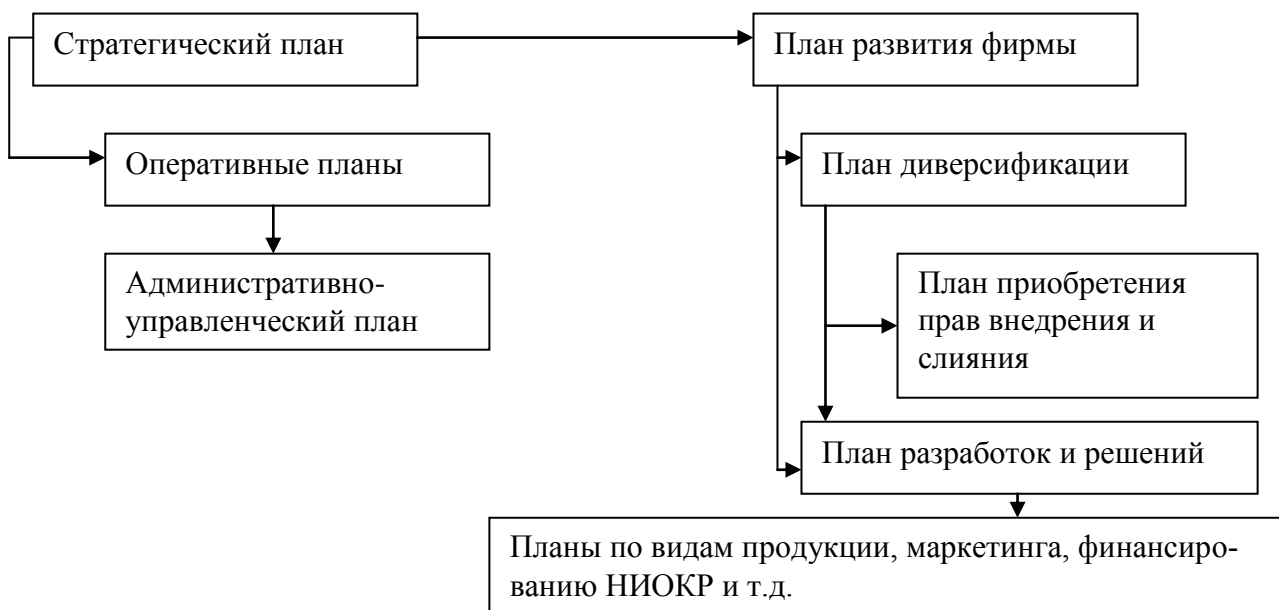 Стратегический план
План развития фирмы
Оперативные планы
План диверсификации
Административно-
управленческий план
План приобретения
прав внедрения и
слияния
План разработок и решений
Планы по видам продукции, маркетинга, финансиро-
ванию НИОКР и т.д.